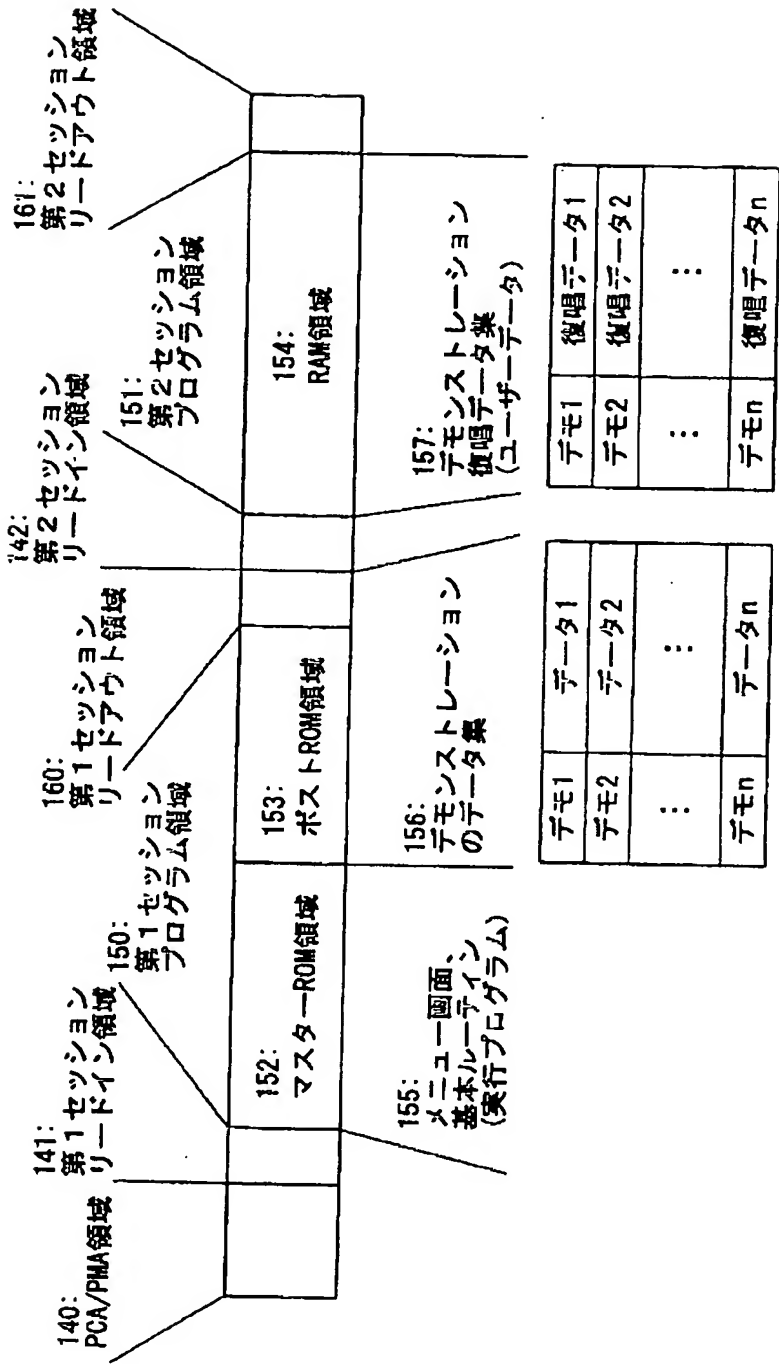 140:
PCA/PMA領域
141:
第1セッション
リードイン領域
150:
第1セッション
プログラム領域
160:
第1セッション
リードアウト領域
142:
第2セッション
リードイン領域
151:
第2セッション
プログラム領域
161:
第2セッション
リードアウト領域
152:
マスターROM領域
153:
ポストROM領域
154:
RAM領域
155:
メニュー画面、
基本ルーティン
(実行プログラム)
156:
デモンストレーション
のデータ集
157:
デモンストレーション
復唱データ集
(ユーザーデータ)
デモ1 データ1
デモ2 データ2
⋮ ⋮
デモn データn
デモ1 復唱データ1
デモ2 復唱データ2
⋮ ⋮
デモn 復唱データn